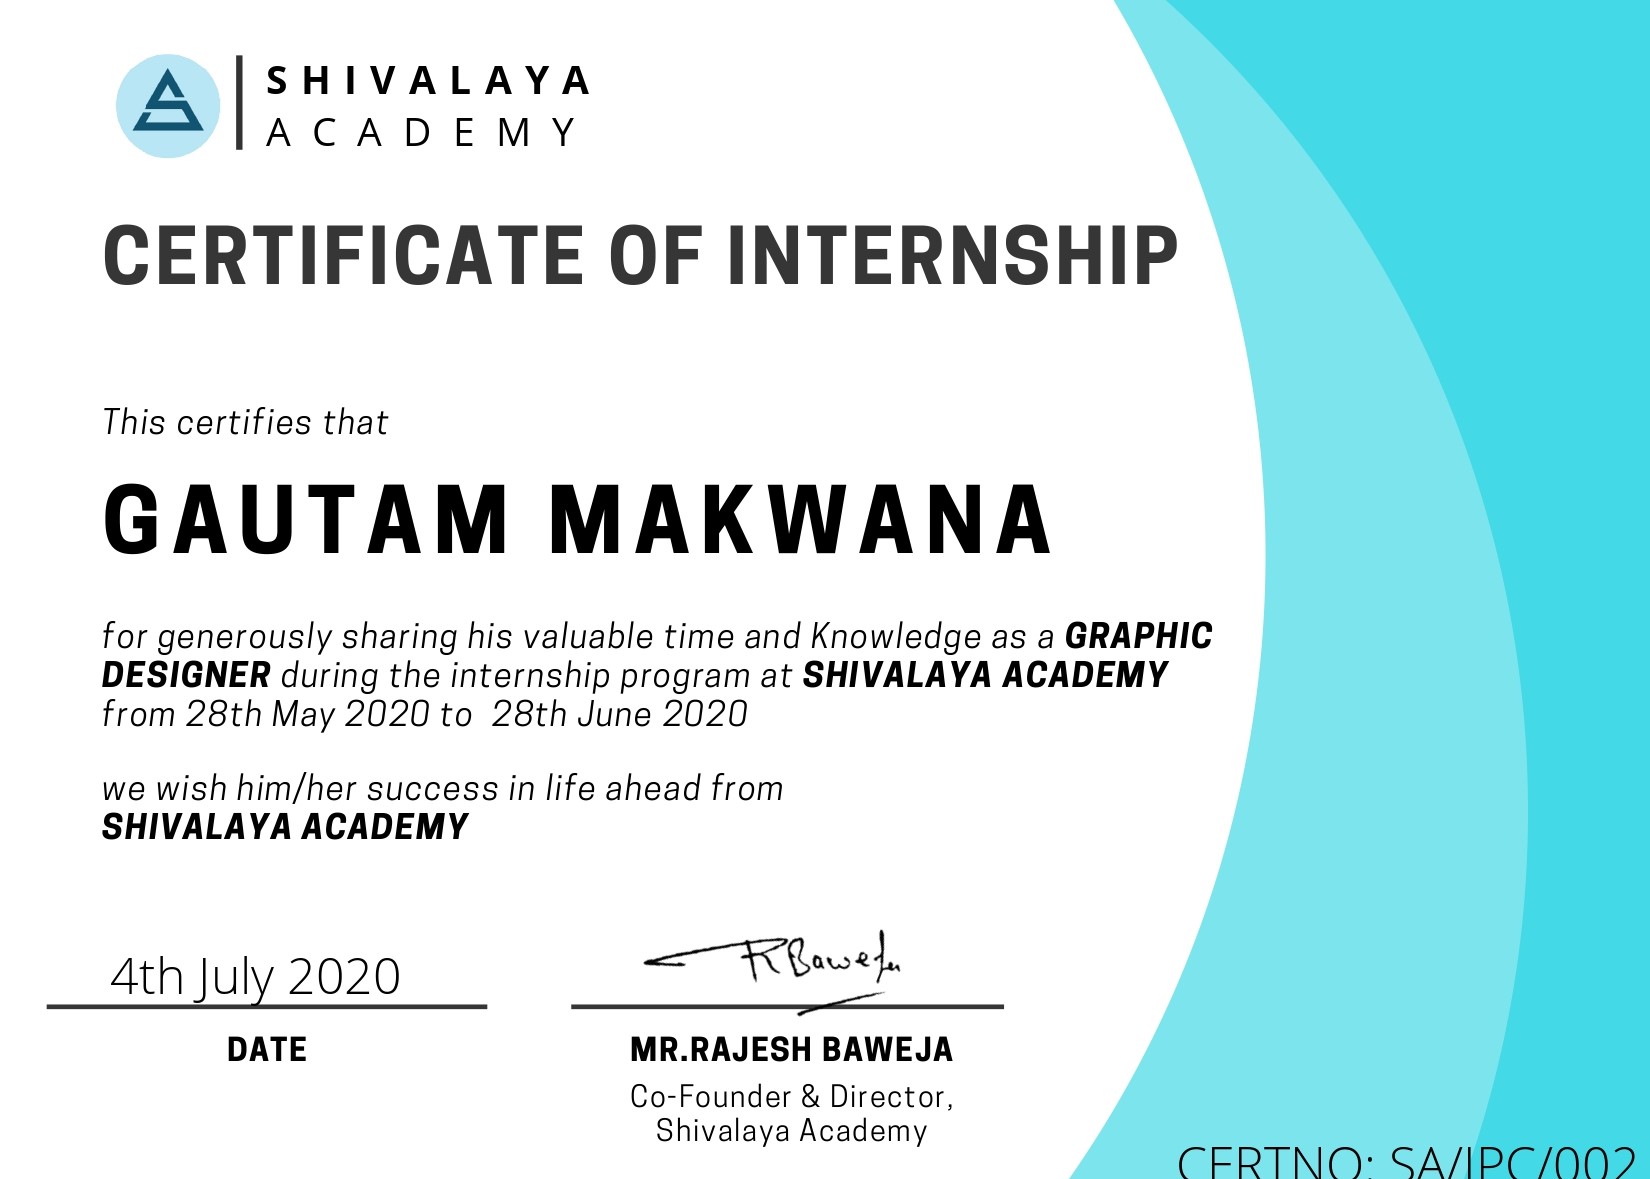 SHIVALAYA
ACADEMY
CERTIFICATE OF INTERNSHIP
This certifies that
GAUTAM MAKWANA
for generously sharing his valuable time and Knowledge as a GRAPHIC
DESIGNER during the internship program at SHIVALAYA ACADEMY
from 28th May 2020 to 28th June 2020
we wish him/her success in life ahead from
SHIVALAYA ACADEMY
4th July 2020
DATE
RBaweja
MR.RAJESH BAWEJA
Co-Founder & Director,
Shivalaya Academy
CERTNO: SA/IPC/002